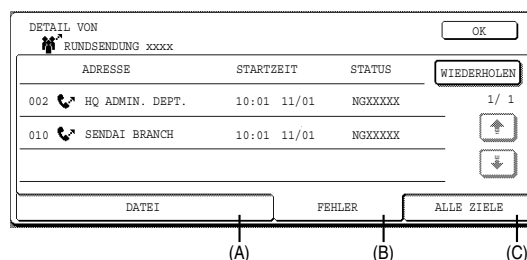 DETAIL VON
RUNDSENDUNG xxxx
OK
ADRESSE STARTZEIT STATUS
WIEDERHOLEN
002 HQ ADMIN. DEPT. 10:01 11/01 NGXXXXX
1/ 1
010 SENDAI BRANCH 10:01 11/01 NGXXXXX
DATEI FEHLER ALLE ZIELE
(A) (B) (C)